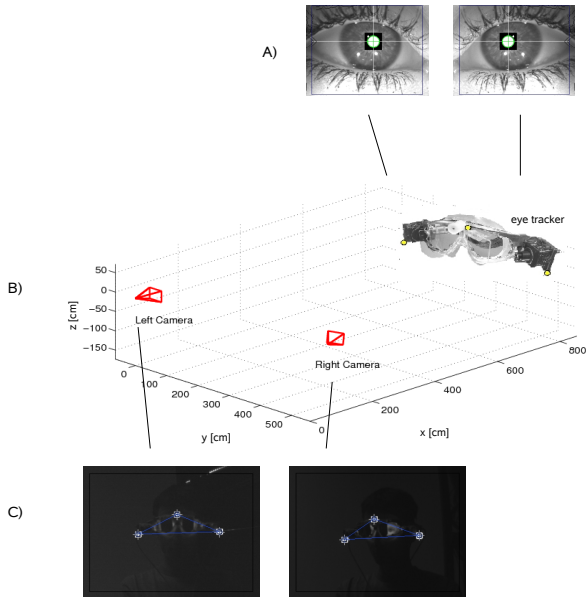 A)
eye tracker
B)
50
0
−50
−100
−150
z [cm]
Left Camera
Right Camera
0
100
200
300
400
500
y [cm]
0
200
400
600
800
x [cm]
C)